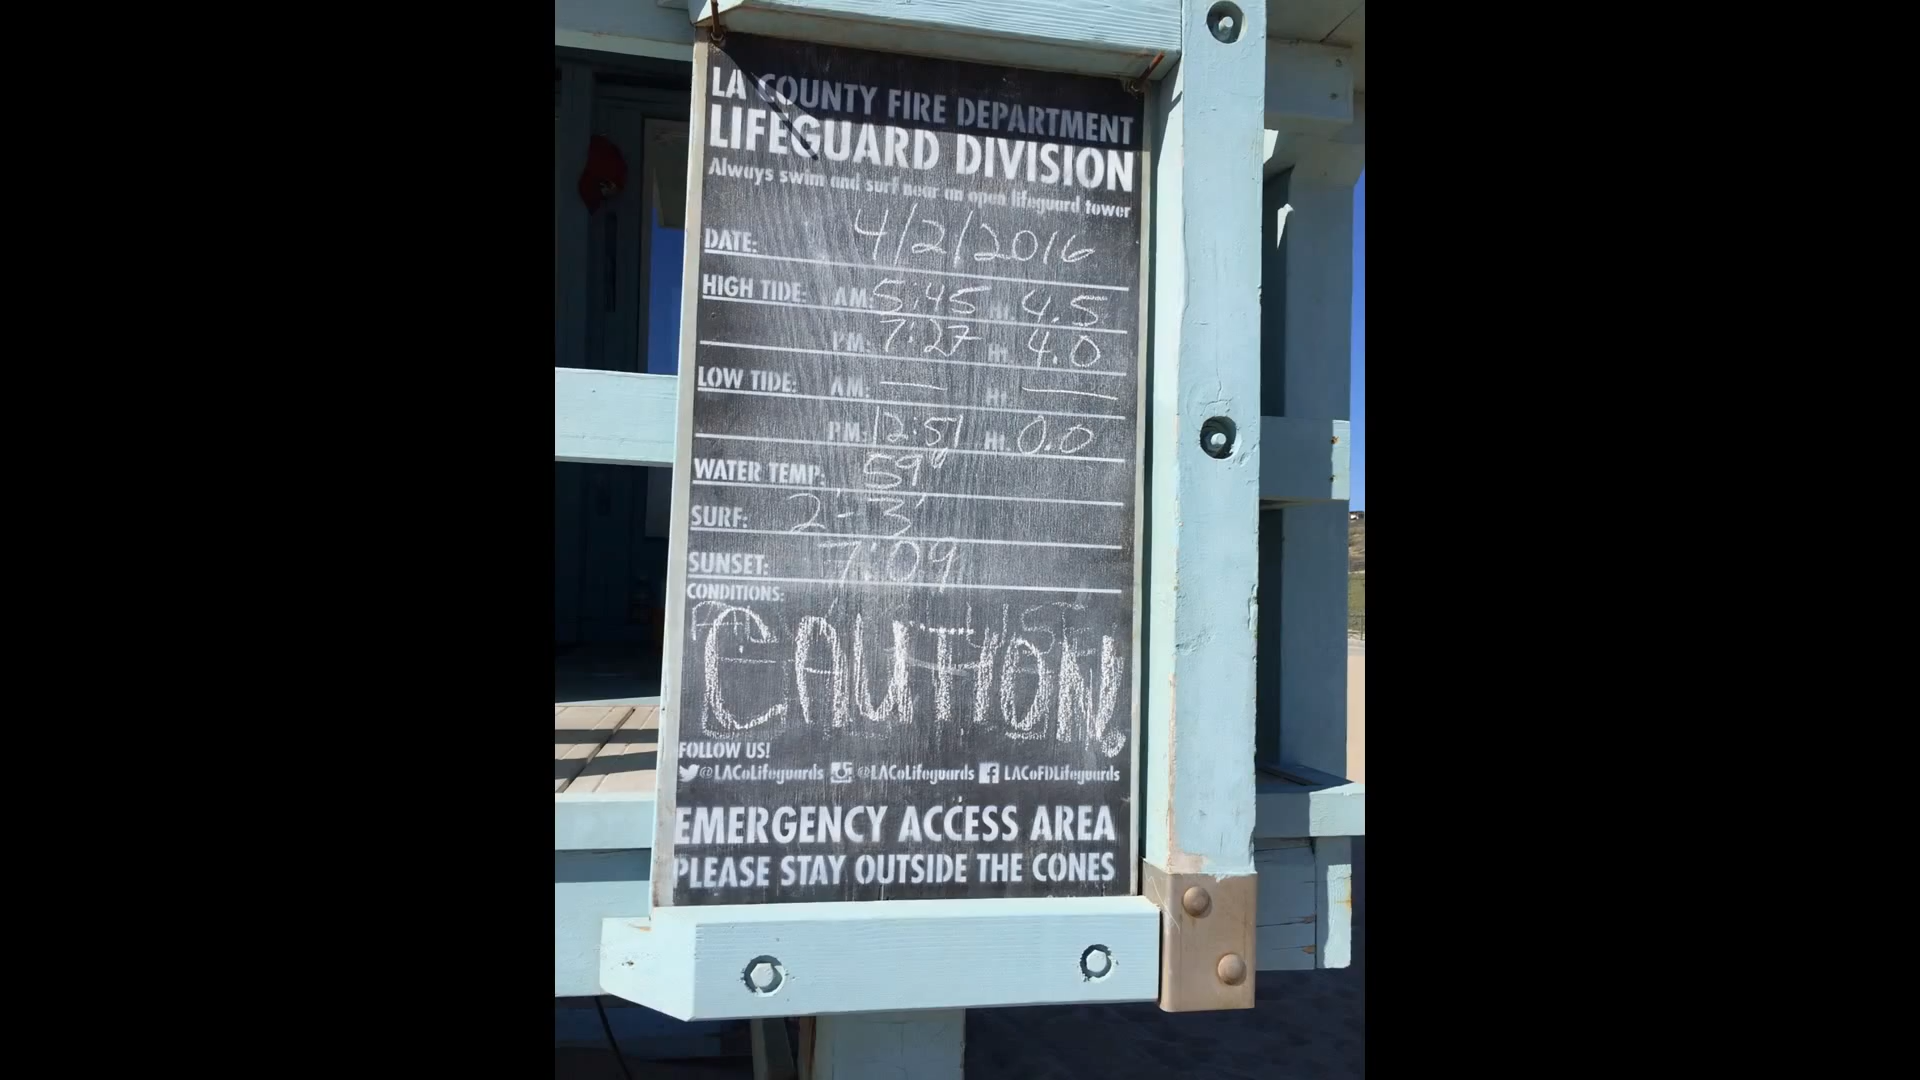 LA COUNTY FIRE DEPARTMENT
LIFEGUARD DIVISION
Always swim and surf near an open lifeguard tower
DATE: 4/2/2016
HIGH TIDE: AM: 5:45 Ht. 4.5
PM: 7:27 Ht. 4.0
LOW TIDE: AM: — Ht. —
PM: 12:51 Ht. 0.0
WATER TEMP: 59°
SURF: 2'-3'
SUNSET: 7:09
CONDITIONS:
CAUTION
FOLLOW US!
@LACoLifeguards @LACoLifeguards LACoFDLifeguards
EMERGENCY ACCESS AREA
PLEASE STAY OUTSIDE THE CONES